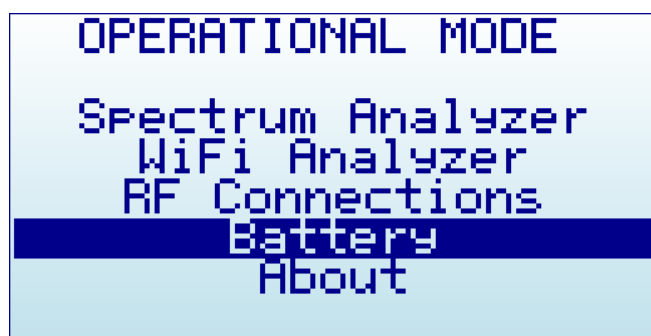 OPERATIONAL MODE
Spectrum Analyzer
WiFi Analyzer
RF Connections
Battery
About